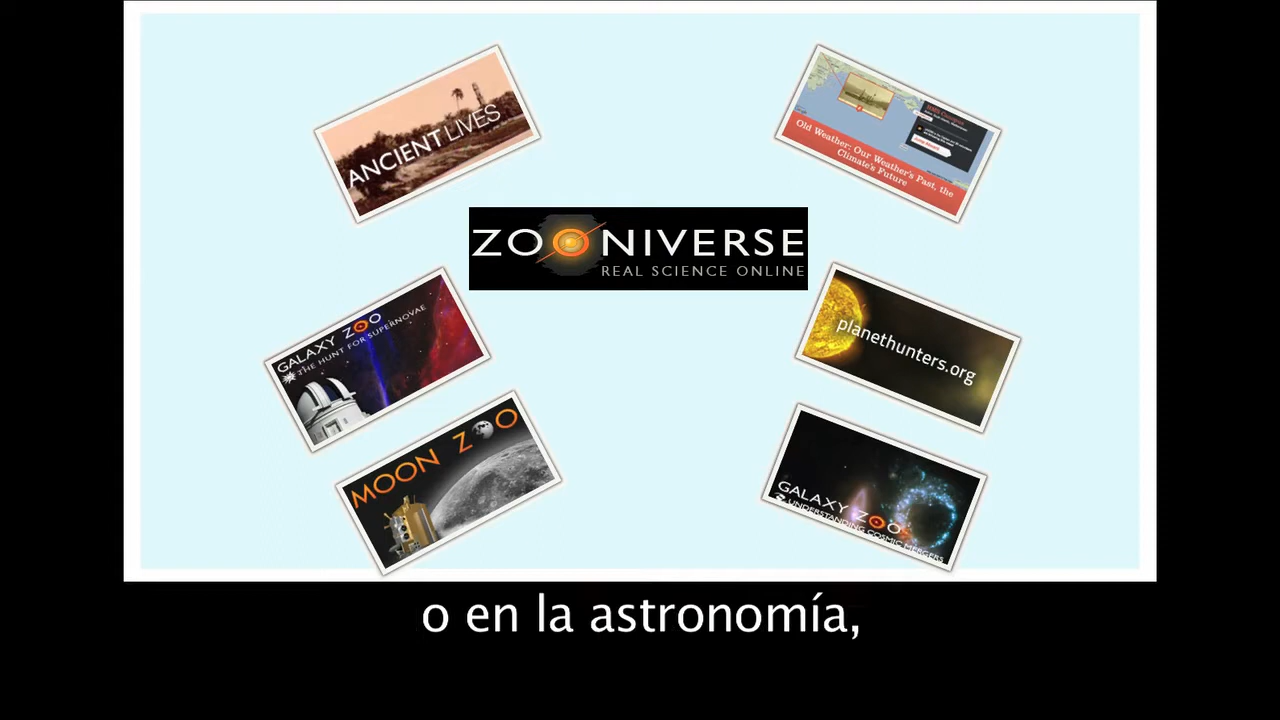 ANCIENT LIVES
Old Weather: Our Weather's Past, the
Climate's Future
ZOONIVERSE
REAL SCIENCE ONLINE
GALAXY ZOO
THE HUNT FOR SUPERNOVAE
planethunters.org
MOON ZOO
GALAXY ZOO
UNDERSTANDING COSMIC MERGERS
o en la astronomía,